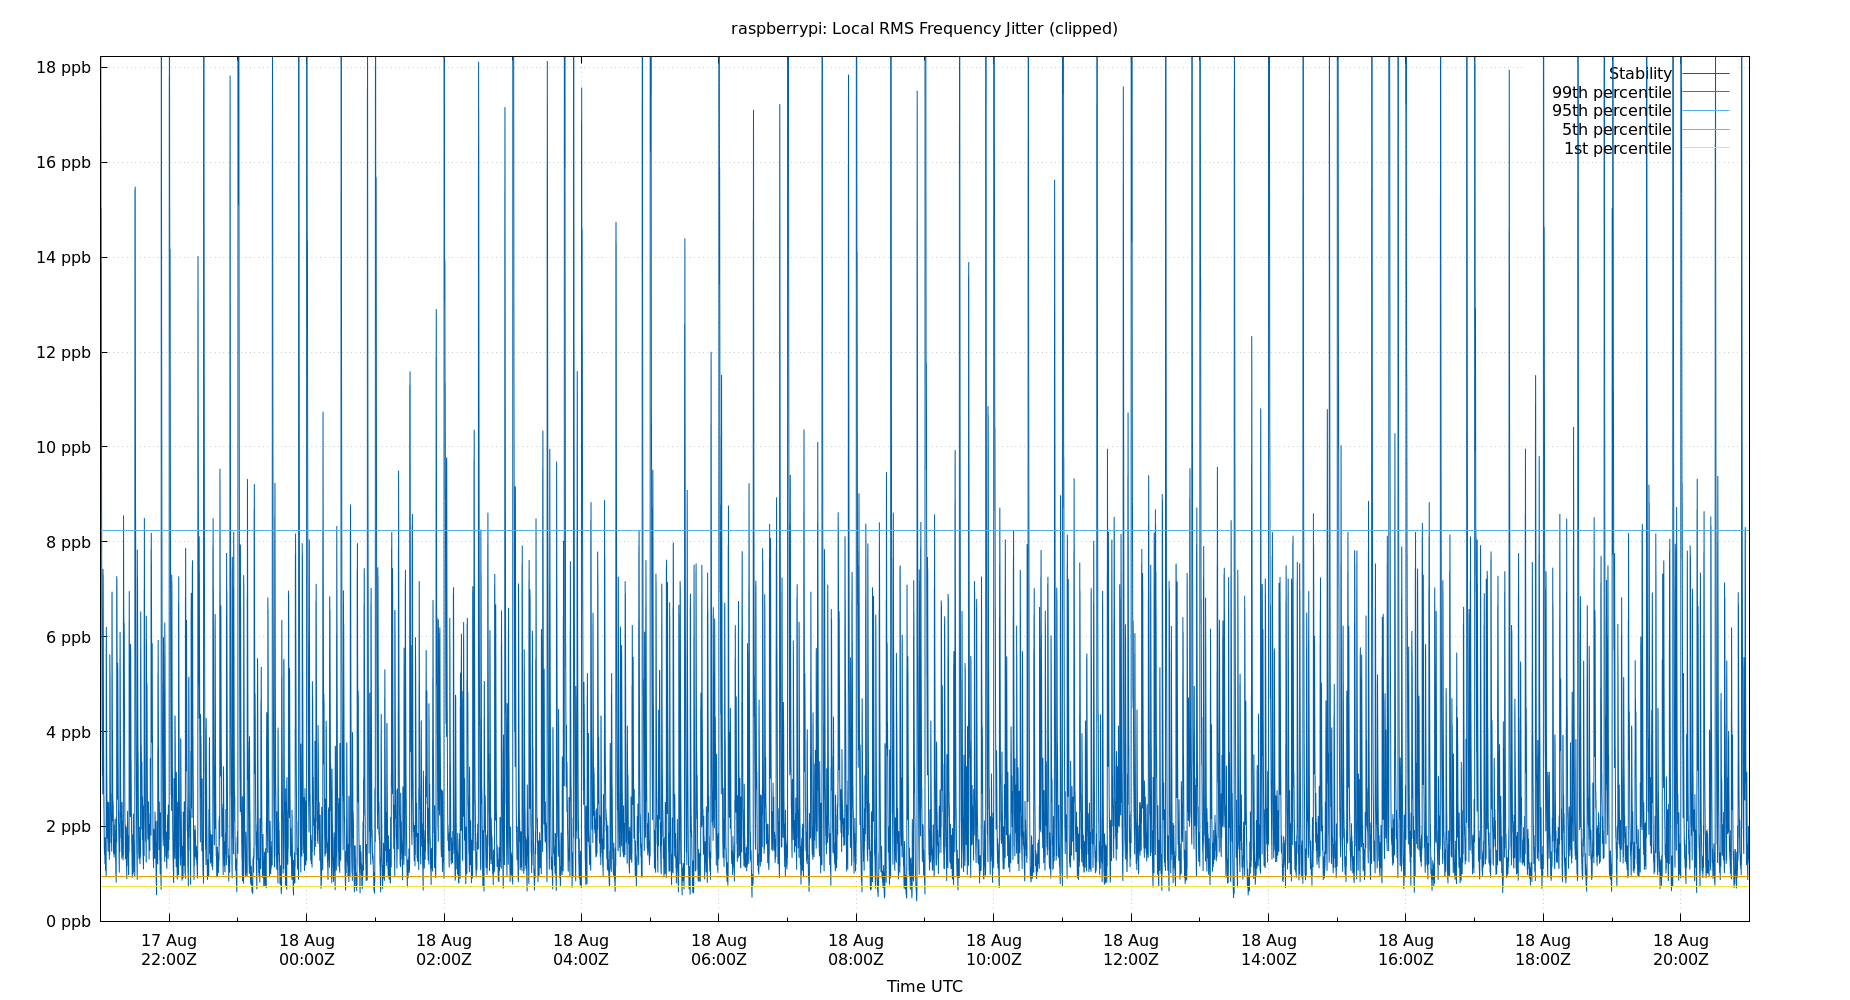 raspberrypi: Local RMS Frequency Jitter (clipped)
18 ppb
16 ppb
14 ppb
12 ppb
10 ppb
8 ppb
6 ppb
4 ppb
2 ppb
0 ppb
Stability
99th percentile
95th percentile
5th percentile
1st percentile
17 Aug 18 Aug 18 Aug 18 Aug 18 Aug 18 Aug 18 Aug 18 Aug 18 Aug 18 Aug 18 Aug 18 Aug
22:00Z 00:00Z 02:00Z 04:00Z 06:00Z 08:00Z 10:00Z 12:00Z 14:00Z 16:00Z 18:00Z 20:00Z
Time UTC